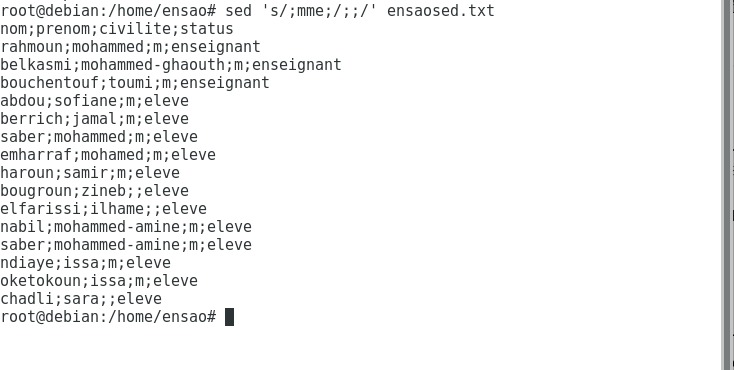 root@debian:/home/ensao# sed 's/;mme;/;;/' ensaosed.txt
nom;prenom;civilite;status
rahmoun;mohammed;m;enseignant
belkasmi;mohammed-ghaouth;m;enseignant
bouchentouf;toumi;m;enseignant
abdou;sofiane;m;eleve
berrich;jamal;m;eleve
saber;mohammed;m;eleve
emharraf;mohamed;m;eleve
haroun;samir;m;eleve
bougroun;zineb;;eleve
elfarissi;ilhame;;eleve
nabil;mohammed-amine;m;eleve
saber;mohammed-amine;m;eleve
ndiaye;issa;m;eleve
oketokoun;issa;m;eleve
chadli;sara;;eleve
root@debian:/home/ensao#